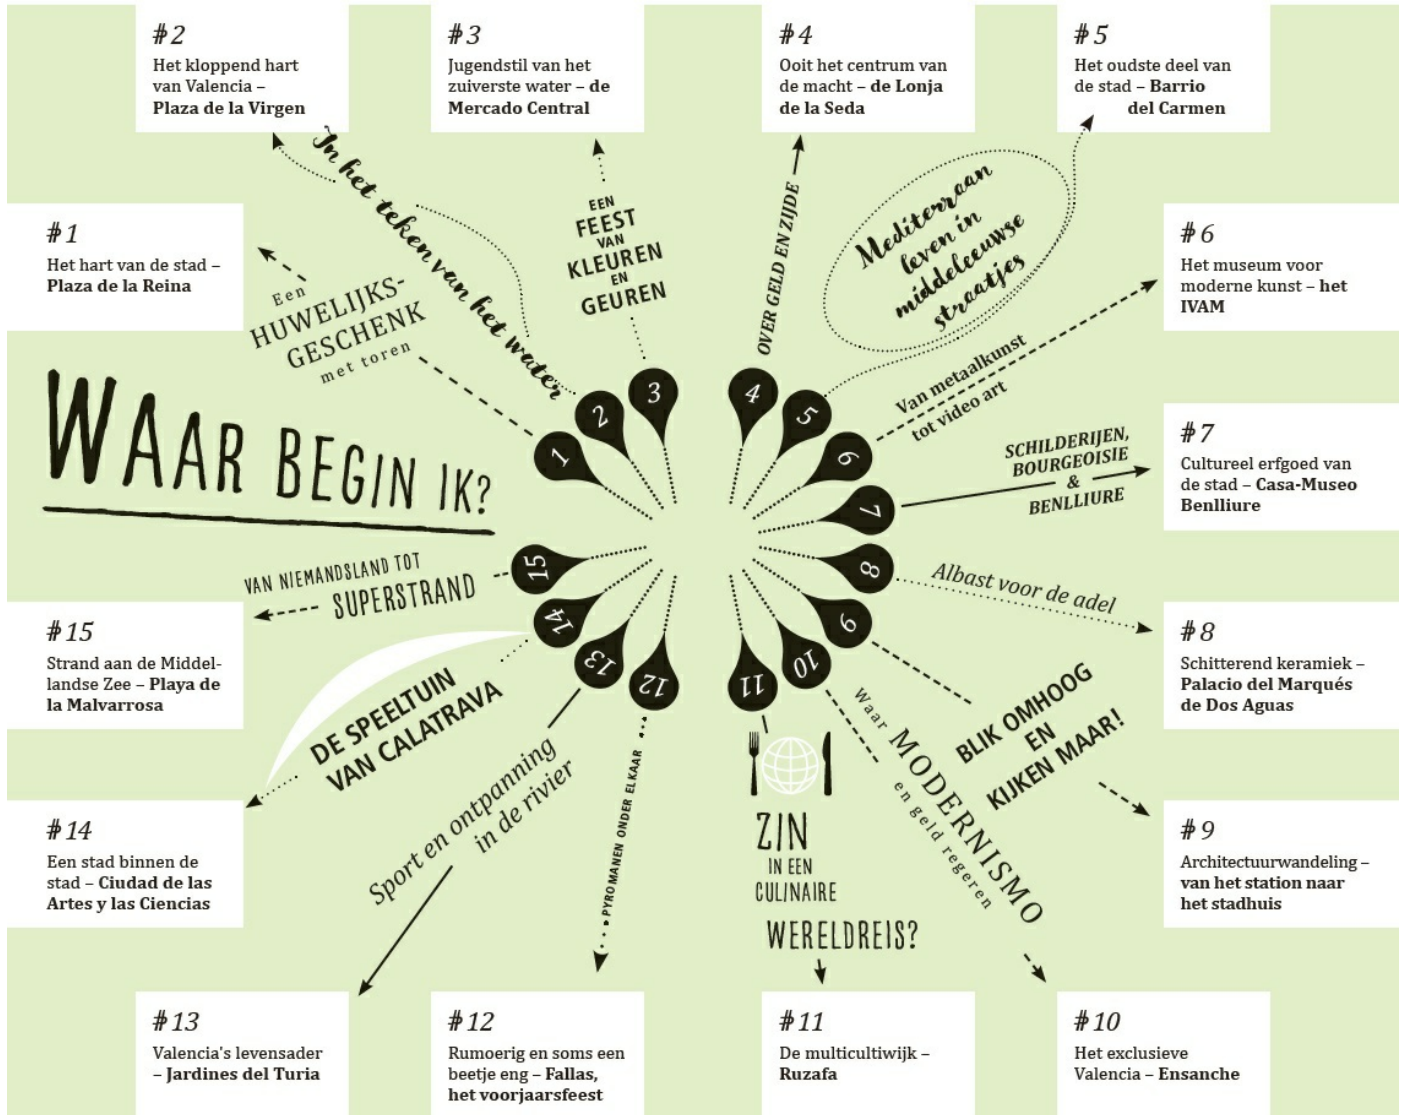 #2
Het kloppend hart
van Valencia –
Plaza de la Virgen
#3
Jugendstil van het
zuiverste water – de
Mercado Central
#4
Ooit het centrum van
de macht – de Lonja
de la Seda
#5
Het oudste deel van
de stad – Barrio
del Carmen
#1
Het hart van de stad –
Plaza de la Reina
Een
HUWELIJKS-
GESCHENK
met toren
In het teken van het water
EEN
FEEST
VAN
KLEUREN
EN
GEUREN
OVER GELD EN ZIJDE
Mediterraan
leven in
middeleeuwse
straatjes
#6
Het museum voor
moderne kunst – het
IVAM
Van metaalkunst
tot video art
WAAR BEGIN IK?
1
2
3
4
5
6
7
8
9
10
11
12
13
14
15
SCHILDERIJEN,
BOURGEOISIE
&
BENLLIURE
#7
Cultureel erfgoed van
de stad – Casa-Museo
Benlliure
VAN NIEMANDSLAND TOT
SUPERSTRAND
Albast voor de adel
#15
Strand aan de Middel-
landse Zee – Playa de
la Malvarrosa
#8
Schitterend keramiek –
Palacio del Marqués
de Dos Aguas
DE SPEELTUIN
VAN CALATRAVA
Sport en ontpanning
in de rivier
PYROMANEN ONDER ELKAAR
ZIN
IN EEN
CULINAIRE
WERELDREIS?
Waar
MODERNISMO
en geld regeren
BLIK OMHOOG
EN
KIJKEN MAAR!
#14
Een stad binnen de
stad – Ciudad de las
Artes y las Ciencias
#9
Architectuurwandeling –
van het station naar
het stadhuis
#13
Valencia's levensader
– Jardines del Turia
#12
Rumoerig en soms een
beetje eng – Fallas,
het voorjaarsfeest
#11
De multicultiwijk –
Ruzafa
#10
Het exclusieve
Valencia – Ensanche